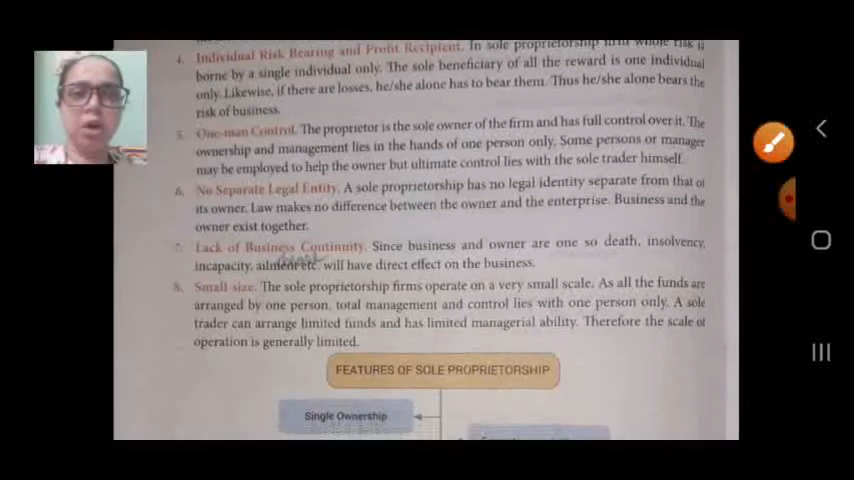 4. Individual Risk Bearing and Profit Recipient. In sole proprietorship firm whole risk is
borne by a single individual only. The sole beneficiary of all the reward is one individual
only. Likewise, if there are losses, he/she alone has to bear them. Thus he/she alone bears the
risk of business.
5. One-man Control. The proprietor is the sole owner of the firm and has full control over it. The
ownership and management lies in the hands of one person only. Some persons or manager
may be employed to help the owner but ultimate control lies with the sole trader himself.
6. No Separate Legal Entity. A sole proprietorship has no legal identity separate from that of
its owner. Law makes no difference between the owner and the enterprise. Business and the
owner exist together.
7. Lack of Business Continuity. Since business and owner are one so death, insolvency,
incapacity, ailment etc. will have direct effect on the business.
8. Small-size. The sole proprietorship firms operate on a very small scale. As all the funds are
arranged by one person, total management and control lies with one person only. A sole
trader can arrange limited funds and has limited managerial ability. Therefore the scale of
operation is generally limited.
FEATURES OF SOLE PROPRIETORSHIP
Single Ownership